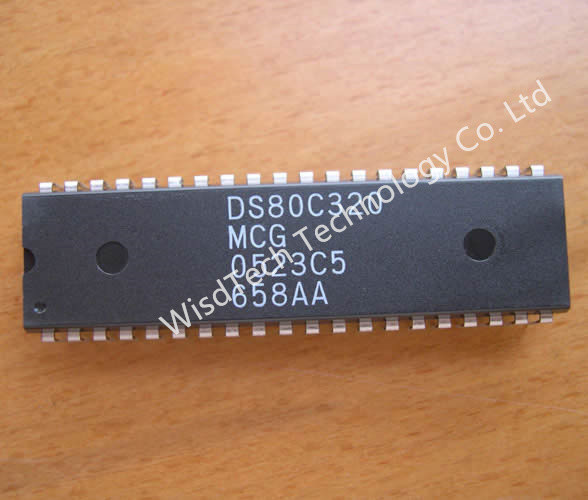 DS80C320
MCG
0523C5
658AA
WisdTech Technology Co. Ltd